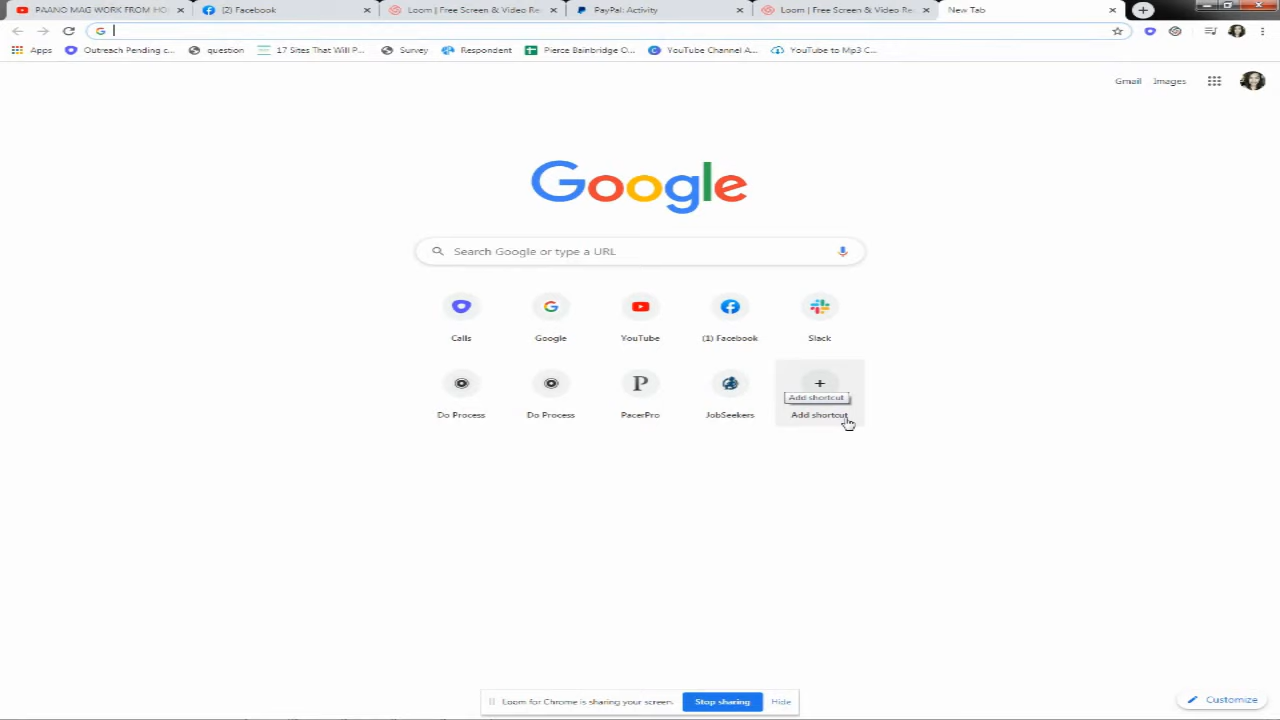 PAANO MAG WORK FROM HO
(2) Facebook
Loom | Free Screen & Video Re
PayPal: Activity
Loom | Free Screen & Video Re
New Tab
Apps
Outreach Pending c...
question
17 Sites That Will P...
Survey
Respondent
Pierce Bainbridge O...
YouTube Channel A...
YouTube to Mp3 C...
Gmail
Images
Google
Search Google or type a URL
Calls
Google
YouTube
(1) Facebook
Slack
Do Process
Do Process
PacerPro
JobSeekers
Add shortcut
Add shortcut
Loom for Chrome is sharing your screen.
Stop sharing
Hide
Customize